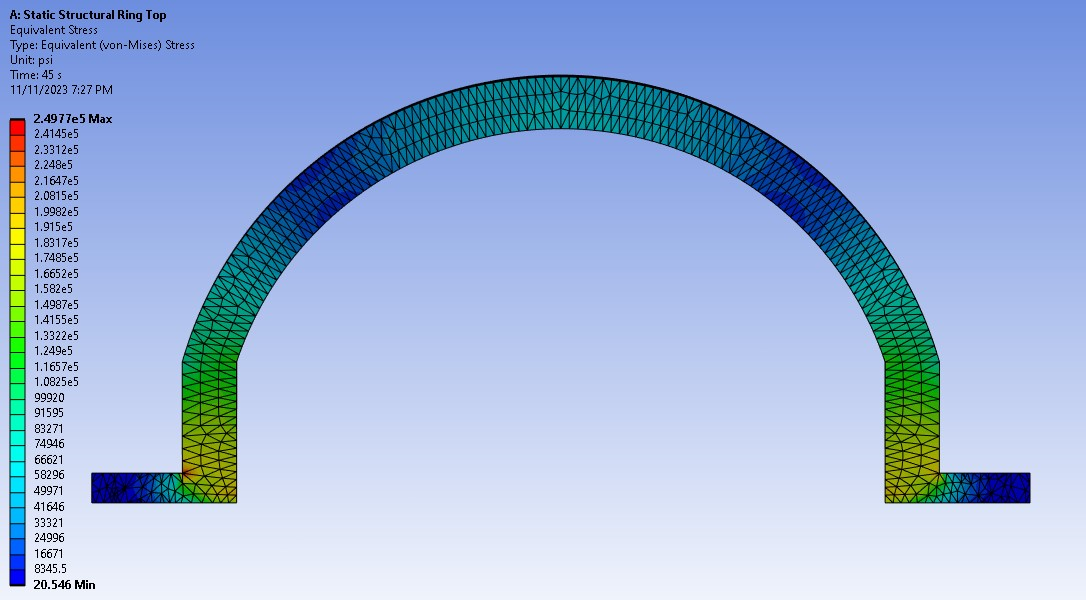 A: Static Structural Ring Top
Equivalent Stress
Type: Equivalent (von-Mises) Stress
Unit: psi
Time: 45 s
11/11/2023 7:27 PM
2.4977e5 Max
2.4145e5
2.3312e5
2.248e5
2.1647e5
2.0815e5
1.9982e5
1.915e5
1.8317e5
1.7485e5
1.6652e5
1.582e5
1.4987e5
1.4155e5
1.3322e5
1.249e5
1.1657e5
1.0825e5
99920
91595
83271
74946
66621
58296
49971
41646
33321
24996
16671
8345.5
20.546 Min